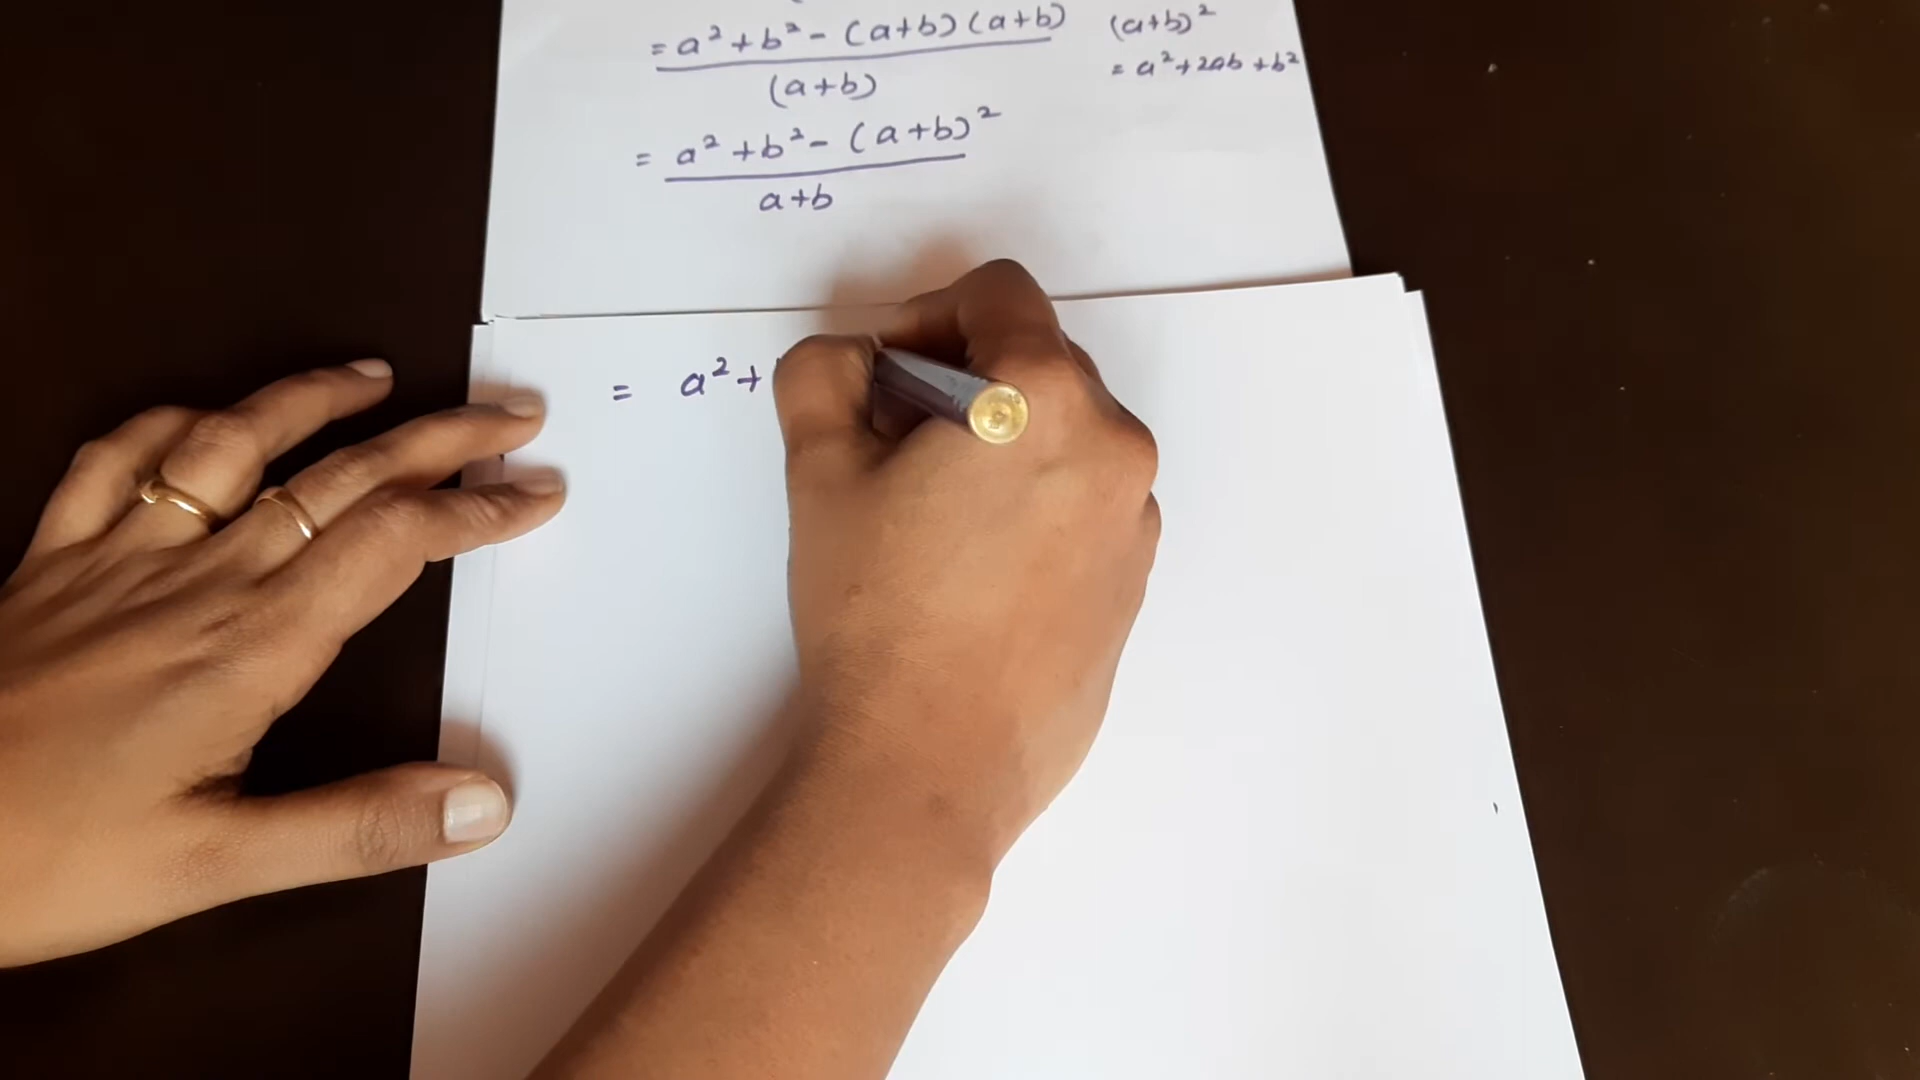 = a² + b² - (a+b) (a+b)
(a+b)
= a² + b² - (a+b)²
a+b
(a+b)²
= a² + 2ab + b²
= a² +